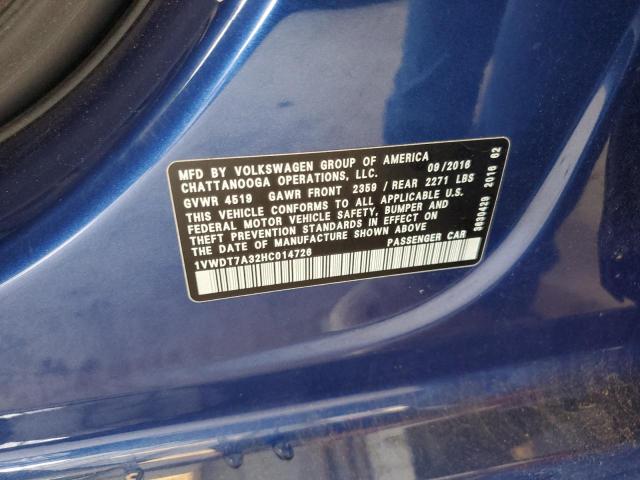 MFD BY VOLKSWAGEN GROUP OF AMERICA
CHATTANOOGA OPERATIONS, LLC. 09/2016
GVWR 4519 GAWR FRONT 2359 / REAR 2271 LBS
THIS VEHICLE CONFORMS TO ALL APPLICABLE U.S.
FEDERAL MOTOR VEHICLE SAFETY, BUMPER AND
THEFT PREVENTION STANDARDS IN EFFECT ON
THE DATE OF MANUFACTURE SHOWN ABOVE.
1VWDT7A32HC014726 PASSENGER CAR
3830429 2016 62